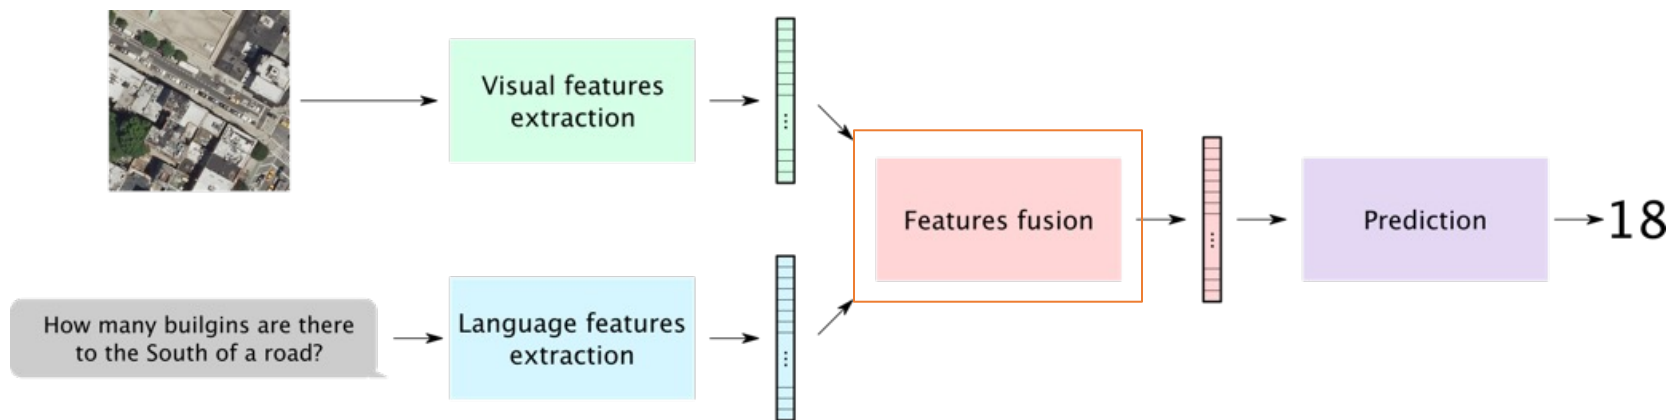 Visual features
extraction
How many builgins are there
to the South of a road?
Language features
extraction
Features fusion
Prediction
18